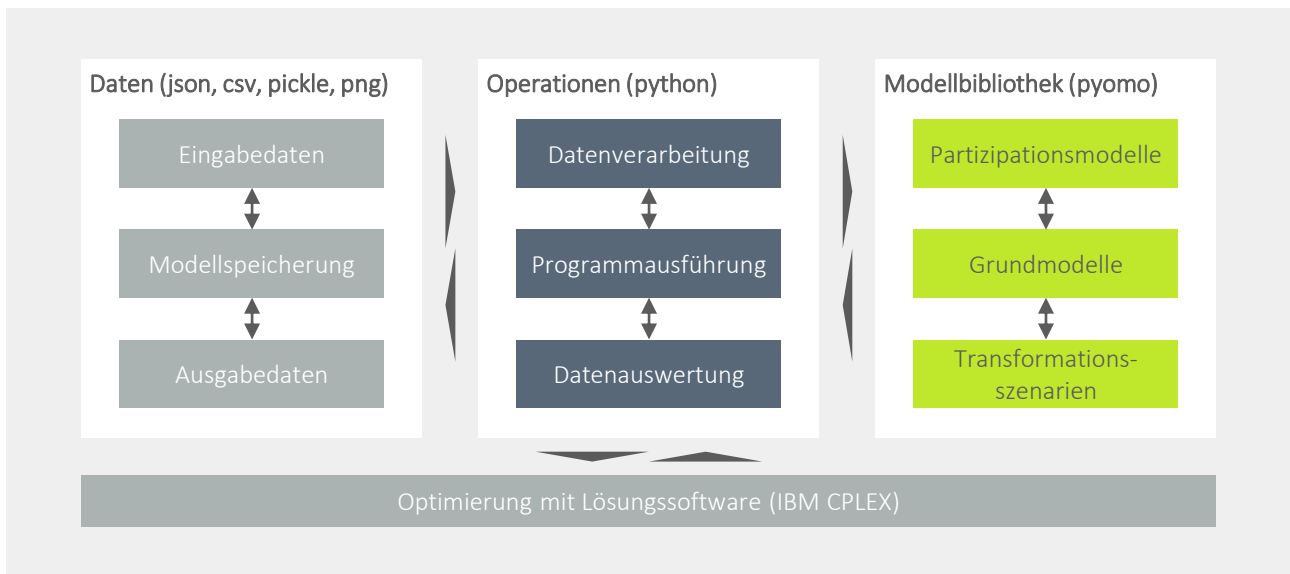 Daten (json, csv, pickle, png)
Eingabedaten
Modellspeicherung
Ausgabedaten
Operationen (python)
Datenverarbeitung
Programmausführung
Datenauswertung
Modellbibliothek (pyomo)
Partizipationsmodelle
Grundmodelle
Transformations-
szenarien
Optimierung mit Lösungssoftware (IBM CPLEX)